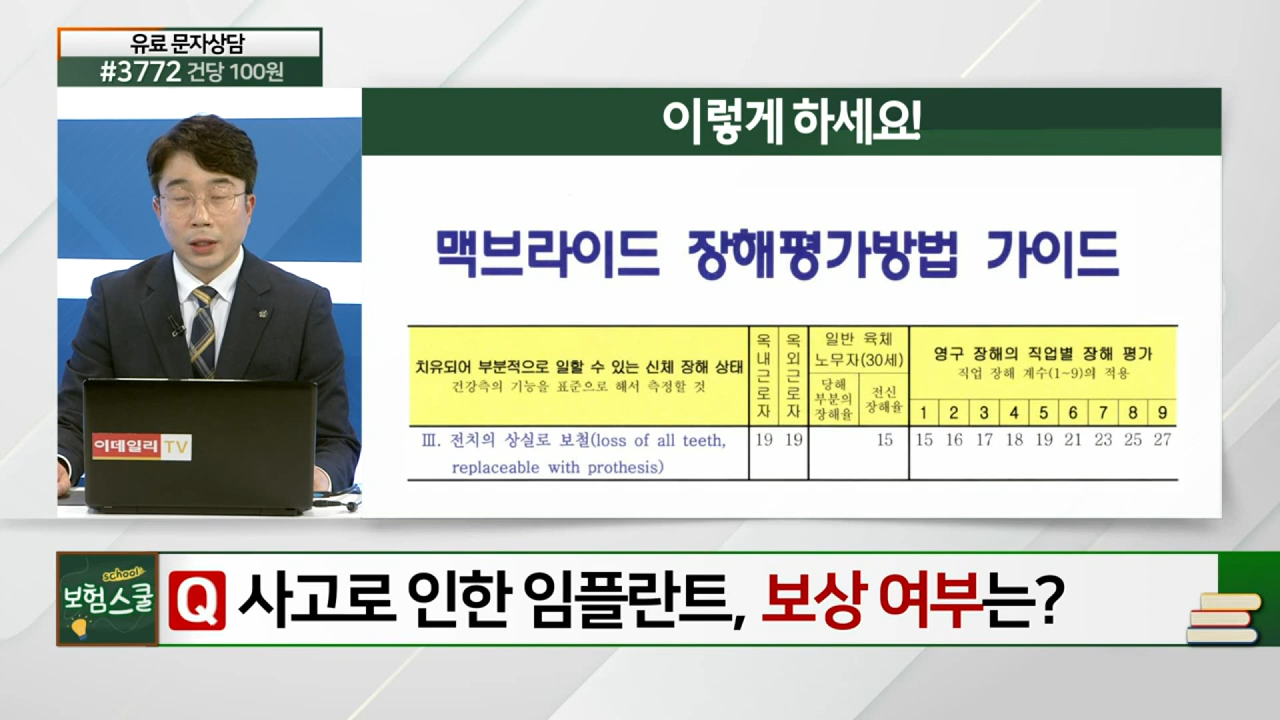 유료 문자상담
#3772 건당 100원
이렇게 하세요!
맥브라이드 장해평가방법 가이드
치유되어 부분적으로 일할 수 있는 신체 장해 상태
건강측의 기능을 표준으로 해서 측정할 것
옥내근로자
옥외근로자
일반 육체
노무자(30세)
당해
부분의
장해율
전신
장해율
영구 장해의 직업별 장해 평가
직업 장해 계수(1~9)의 적용
1 2 3 4 5 6 7 8 9
Ⅲ. 전치의 상실로 보철(loss of all teeth, 19 19 15 15 16 17 18 19 21 23 25 27
replaceable with prothesis)
이데일리 TV
school
보험스쿨
Q 사고로 인한 임플란트, 보상 여부는?